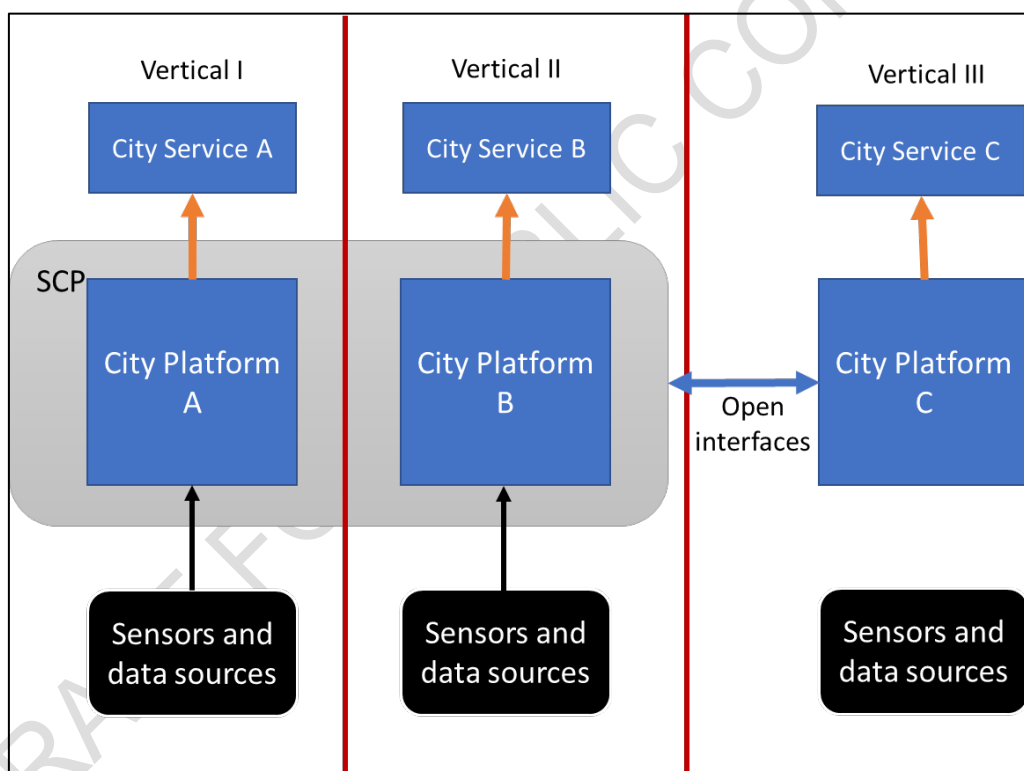 Vertical I
Vertical II
Vertical III
City Service A
City Service B
City Service C
SCP
City Platform
A
City Platform
B
City Platform
C
Open
interfaces
Sensors and
data sources
Sensors and
data sources
Sensors and
data sources